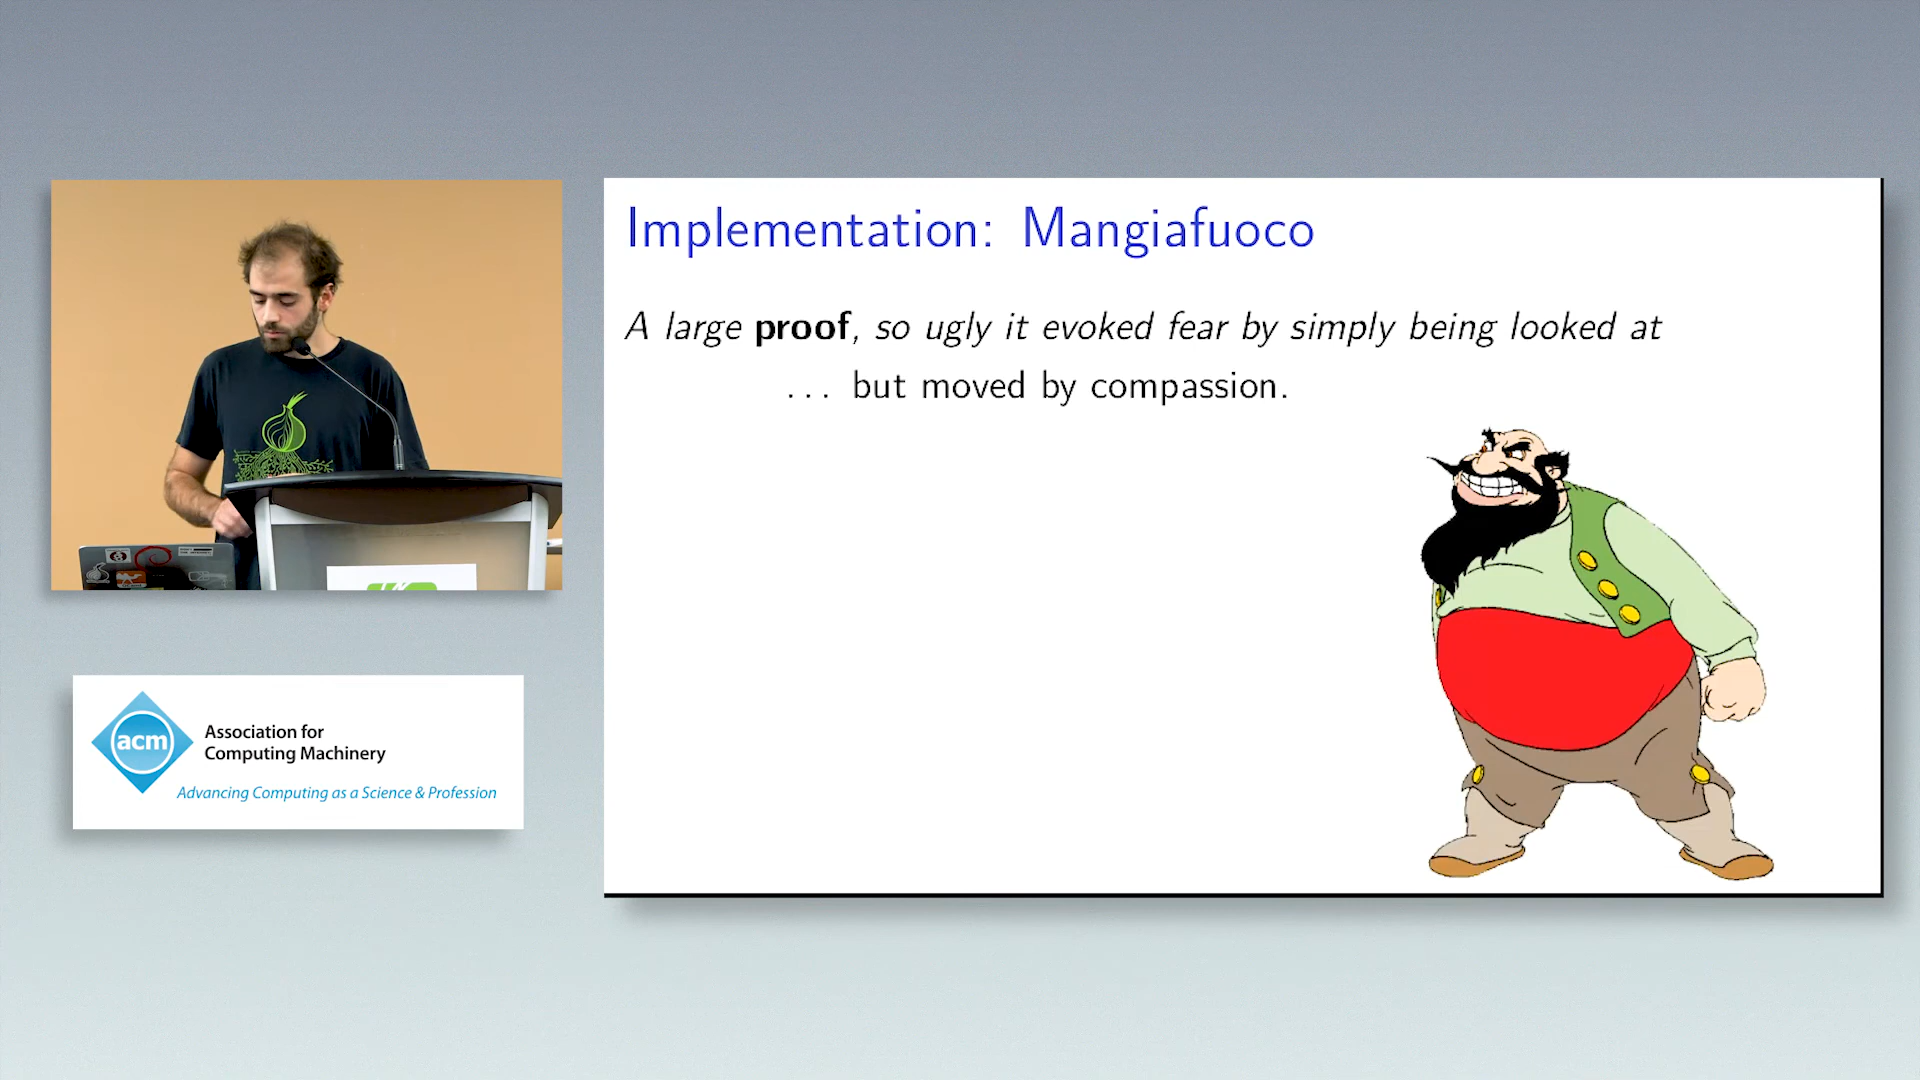 Implementation: Mangiafuoco
A large proof, so ugly it evoked fear by simply being looked at
... but moved by compassion.
acm
Association for
Computing Machinery
Advancing Computing as a Science & Profession